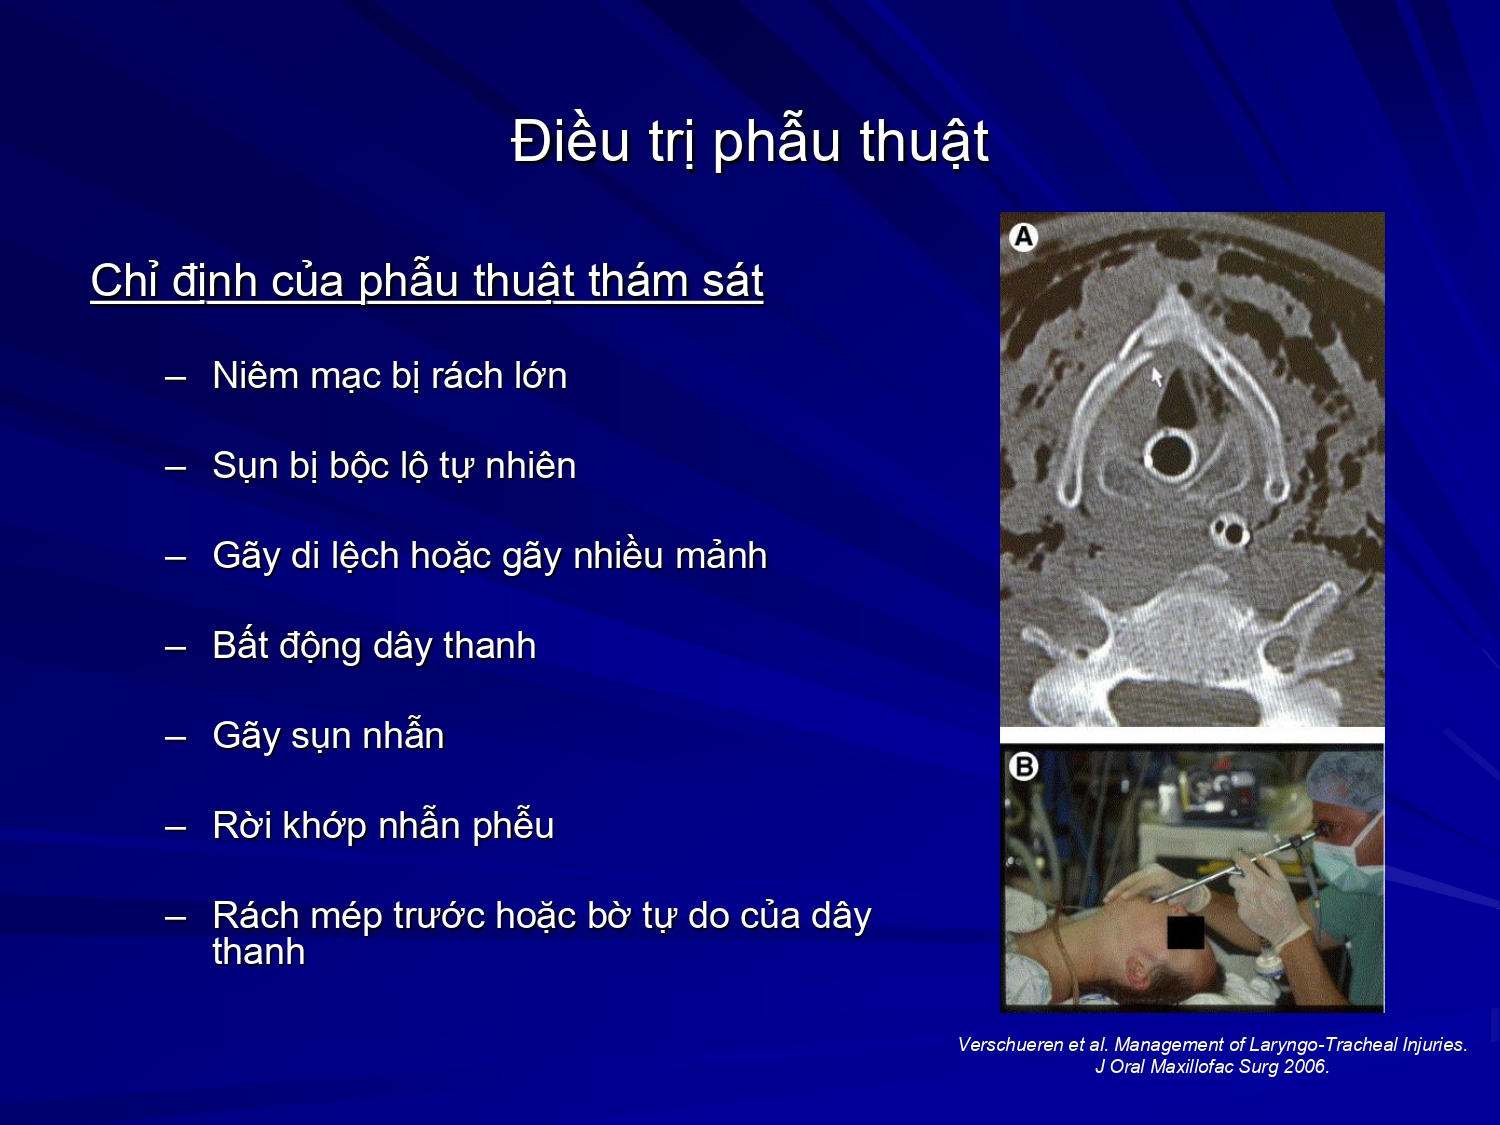 Điều trị phẫu thuật
Chỉ định của phẫu thuật thám sát
– Niêm mạc bị rách lớn
– Sụn bị bộc lộ tự nhiên
– Gãy di lệch hoặc gãy nhiều mảnh
– Bất động dây thanh
– Gãy sụn nhẫn
– Rời khớp nhẫn phễu
– Rách mép trước hoặc bờ tự do của dây
thanh
A
B
Verschueren et al. Management of Laryngo-Tracheal Injuries.
J Oral Maxillofac Surg 2006.